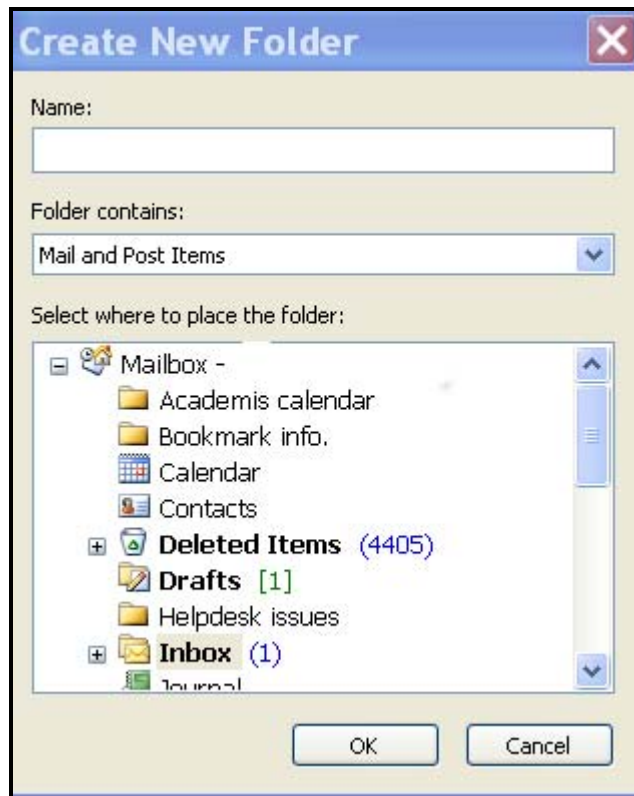 Create New Folder
Name:
Folder contains:
Mail and Post Items
Select where to place the folder:
Mailbox -
Academis calendar
Bookmark info.
Calendar
Contacts
Deleted Items (4405)
Drafts [1]
Helpdesk issues
Inbox (1)
Journal
OK Cancel